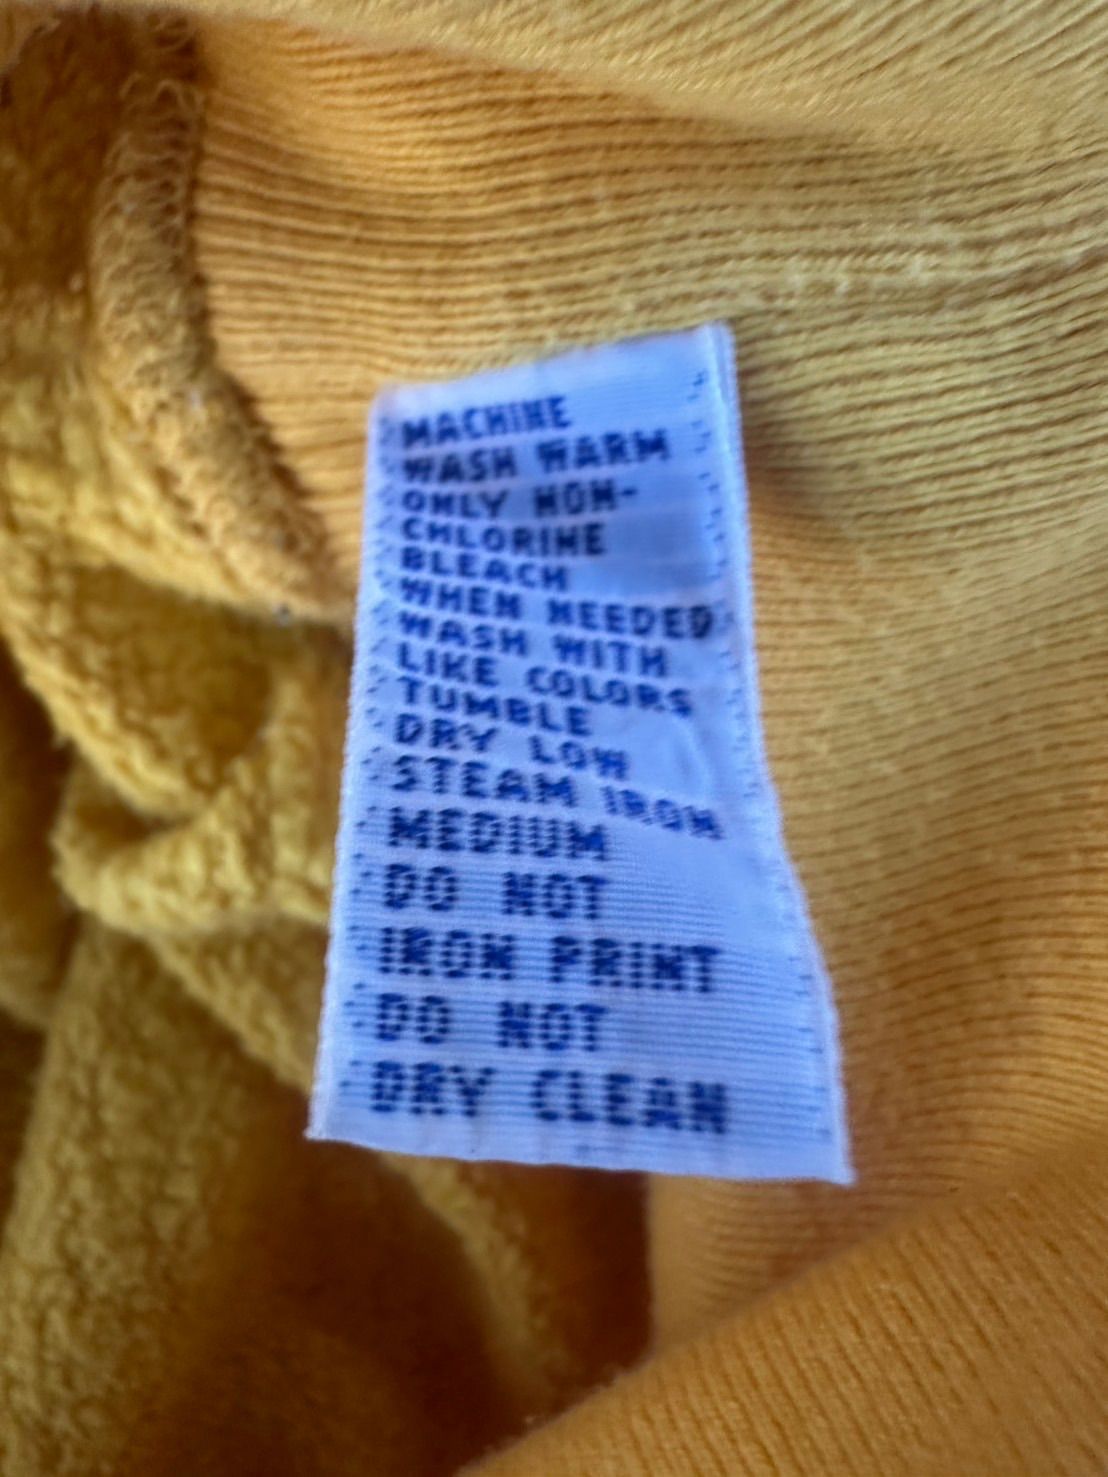 MACHINE
WASH WARM
ONLY NON-
CHLORINE
BLEACH
WHEN NEEDED
WASH WITH
LIKE COLORS
TUMBLE
DRY LOW
STEAM IRON
MEDIUM
DO NOT
IRON PRINT
DO NOT
DRY CLEAN